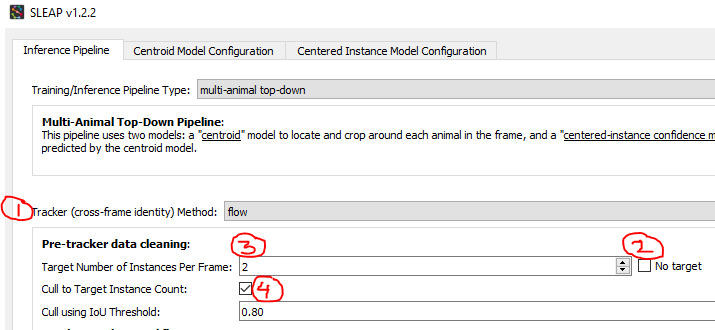 SLEAP v1.2.2
Inference Pipeline Centroid Model Configuration Centered Instance Model Configuration
Training/Inference Pipeline Type: multi-animal top-down
Multi-Animal Top-Down Pipeline:
This pipeline uses two models: a "centroid" model to locate and crop around each animal in the frame, and a "centered-instance confidence m
predicted by the centroid model.
1 Tracker (cross-frame identity) Method: flow
3 2
Pre-tracker data cleaning:
Target Number of Instances Per Frame: 2 No target
Cull to Target Instance Count: 4
Cull using IoU Threshold: 0.80